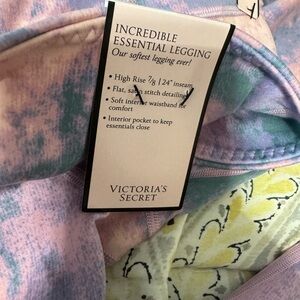 INCREDIBLE
ESSENTIAL LEGGING
Our softest legging ever!
• High Rise 7/8 | 24" inseam
• Flat, satin stitch detailing
• Soft interior waistband for
comfort
• Interior pocket to keep
essentials close
VICTORIA'S
SECRET